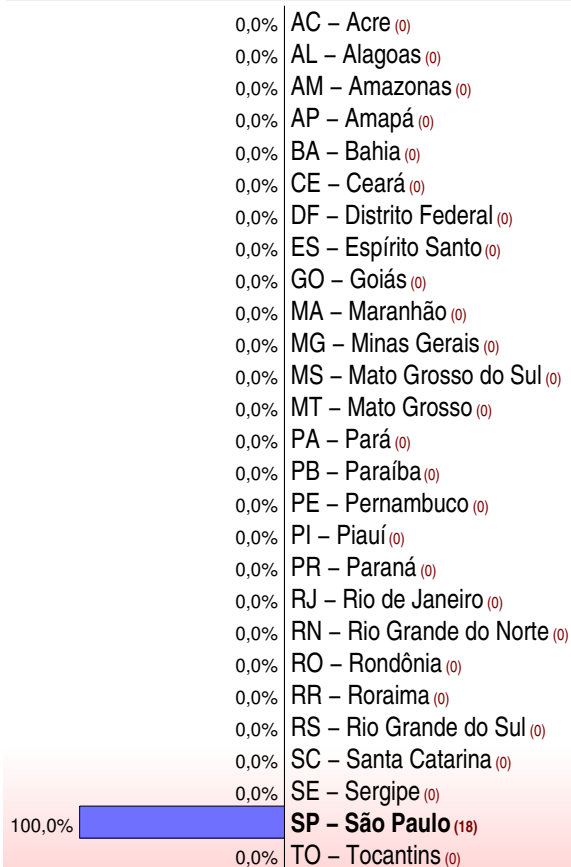 0,0% AC – Acre (0)
0,0% AL – Alagoas (0)
0,0% AM – Amazonas (0)
0,0% AP – Amapá (0)
0,0% BA – Bahia (0)
0,0% CE – Ceará (0)
0,0% DF – Distrito Federal (0)
0,0% ES – Espírito Santo (0)
0,0% GO – Goiás (0)
0,0% MA – Maranhão (0)
0,0% MG – Minas Gerais (0)
0,0% MS – Mato Grosso do Sul (0)
0,0% MT – Mato Grosso (0)
0,0% PA – Pará (0)
0,0% PB – Paraíba (0)
0,0% PE – Pernambuco (0)
0,0% PI – Piauí (0)
0,0% PR – Paraná (0)
0,0% RJ – Rio de Janeiro (0)
0,0% RN – Rio Grande do Norte (0)
0,0% RO – Rondônia (0)
0,0% RR – Roraima (0)
0,0% RS – Rio Grande do Sul (0)
0,0% SC – Santa Catarina (0)
0,0% SE – Sergipe (0)
100,0% SP – São Paulo (18)
0,0% TO – Tocantins (0)